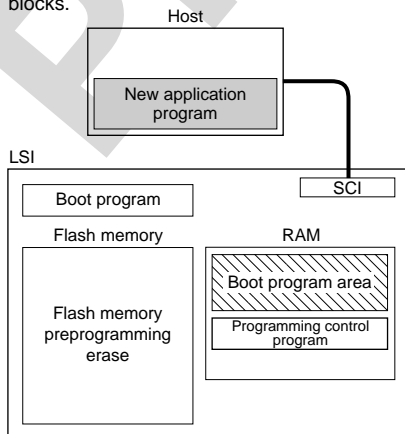 blocks.
Host
New application
program
LSI
SCI
Boot program
Flash memory
RAM
Flash memory
preprogramming
erase
Boot program area
Programming control
program